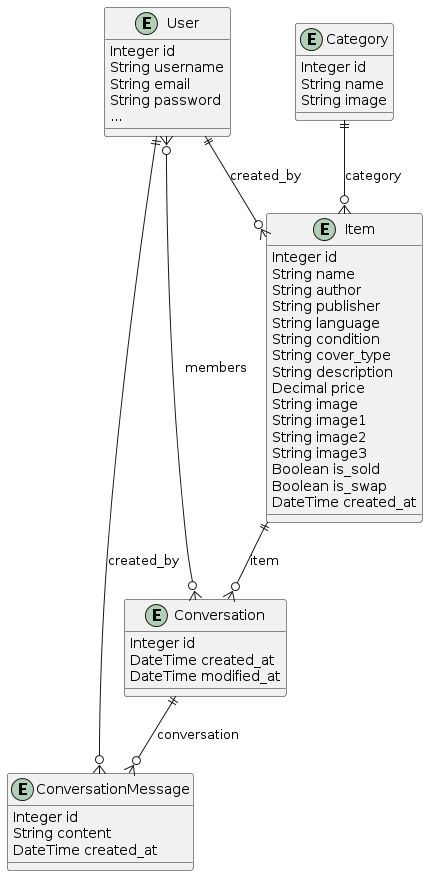 E User
Integer id
String username
String email
String password
...
E Category
Integer id
String name
String image
created_by
category
E Item
Integer id
String name
String author
String publisher
String language
String condition
String cover_type
String description
Decimal price
String image
String image1
String image2
String image3
Boolean is_sold
Boolean is_swap
DateTime created_at
members
created_by
item
E Conversation
Integer id
DateTime created_at
DateTime modified_at
conversation
E ConversationMessage
Integer id
String content
DateTime created_at